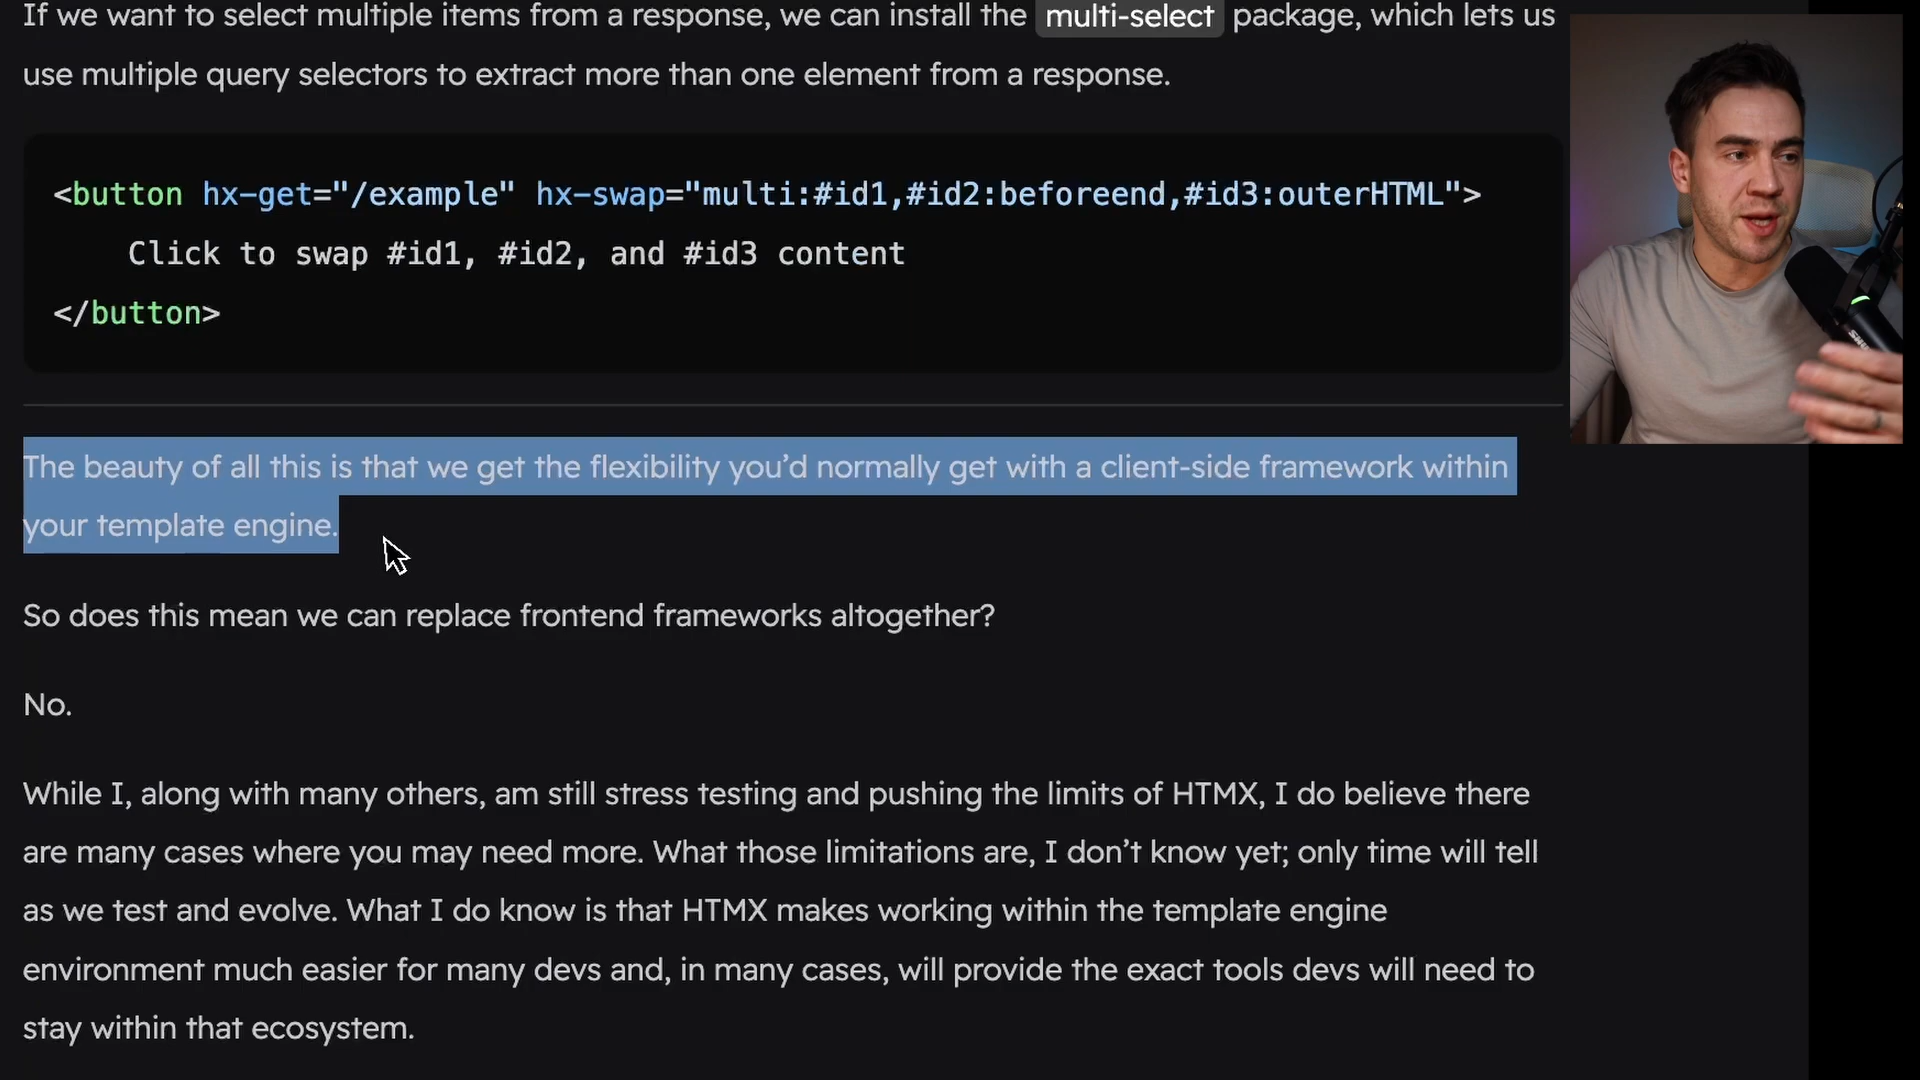 If we want to select multiple items from a response, we can install the multi-select package, which lets us
use multiple query selectors to extract more than one element from a response.
<button hx-get="/example" hx-swap="multi:#id1,#id2:beforeend,#id3:outerHTML">
Click to swap #id1, #id2, and #id3 content
</button>
The beauty of all this is that we get the flexibility you’d normally get with a client-side framework within
your template engine.
So does this mean we can replace frontend frameworks altogether?
No.
While I, along with many others, am still stress testing and pushing the limits of HTMX, I do believe there
are many cases where you may need more. What those limitations are, I don’t know yet; only time will tell
as we test and evolve. What I do know is that HTMX makes working within the template engine
environment much easier for many devs and, in many cases, will provide the exact tools devs will need to
stay within that ecosystem.